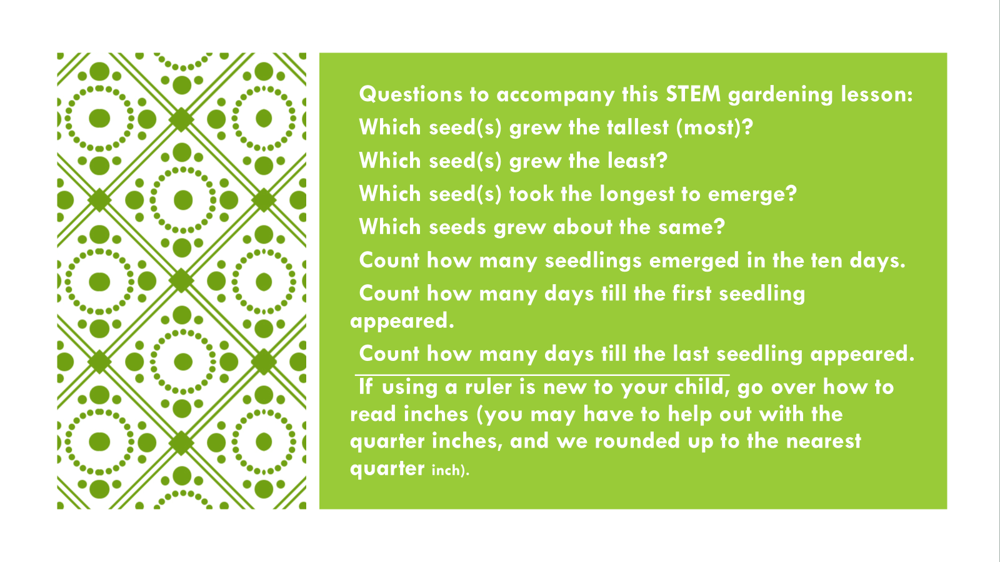 Questions to accompany this STEM gardening lesson:
Which seed(s) grew the tallest (most)?
Which seed(s) grew the least?
Which seed(s) took the longest to emerge?
Which seeds grew about the same?
Count how many seedlings emerged in the ten days.
Count how many days till the first seedling
appeared.
Count how many days till the last seedling appeared.
If using a ruler is new to your child, go over how to
read inches (you may have to help out with the
quarter inches, and we rounded up to the nearest
quarter inch).